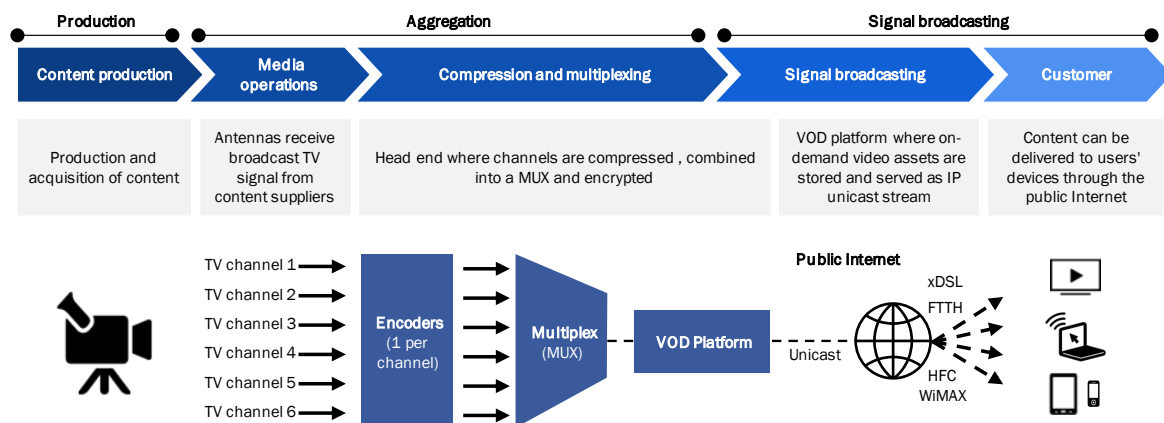 Production
Aggregation
Signal broadcasting
Content production
Media
operations
Compression and multiplexing
Signal broadcasting
Customer
Production and
acquisition of content
Antennas receive
broadcast TV
signal from
content suppliers
Head end where channels are compressed , combined
into a MUX and encrypted
VOD platform where on-
demand video assets are
stored and served as IP
unicast stream
Content can be
delivered to users'
devices through the
public Internet
TV channel 1
TV channel 2
TV channel 3
TV channel 4
TV channel 5
TV channel 6
Encoders
(1 per
channel)
Multiplex
(MUX)
VOD Platform
Unicast
Public Internet
xDSL
FTTH
HFC
WiMAX